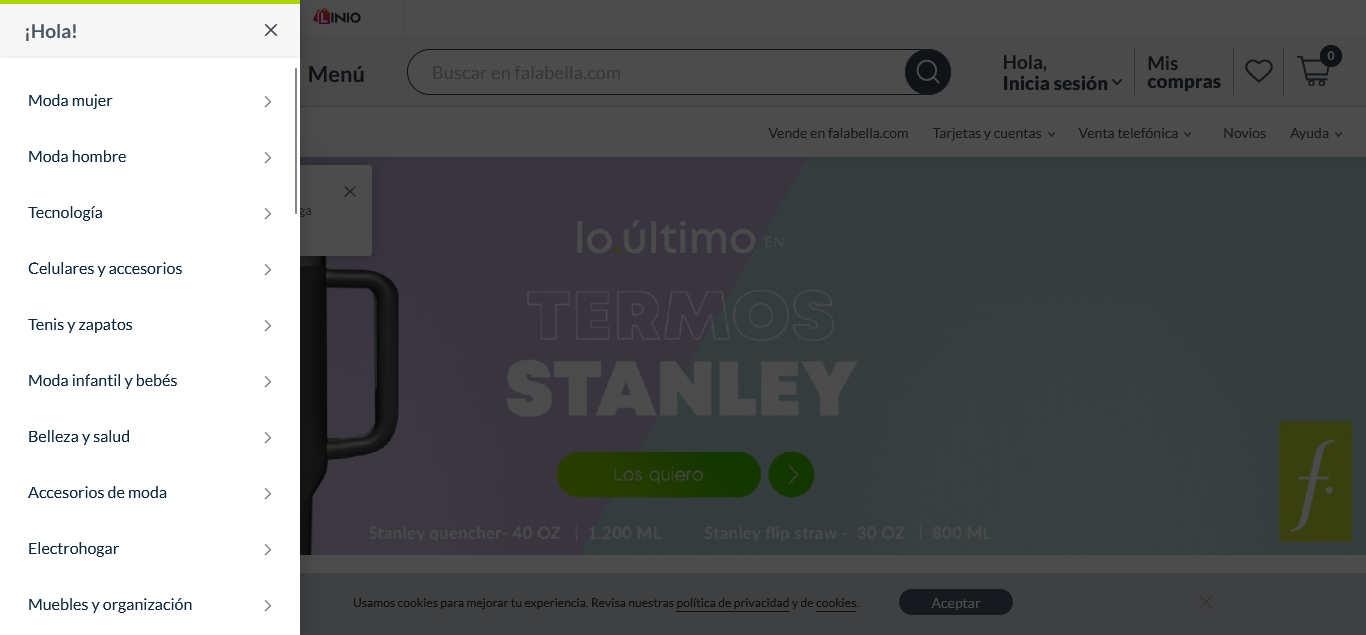 LINIO
¡Hola!
Menú
Buscar en falabella.com
Hola,
Inicia sesión
Mis
compras
0
Vende en falabella.com
Tarjetas y cuentas
Venta telefónica
Novios
Ayuda
Moda mujer
Moda hombre
Tecnología
Celulares y accesorios
Tenis y zapatos
Moda infantil y bebés
Belleza y salud
Accesorios de moda
Electrohogar
Muebles y organización
lo.último EN
TERMOS
STANLEY
Los quiero
Stanley quencher- 40 OZ | 1.200 ML
Stanley flip straw - 30 OZ | 800 ML
f.
Usamos cookies para mejorar tu experiencia. Revisa nuestras política de privacidad y de cookies.
Aceptar